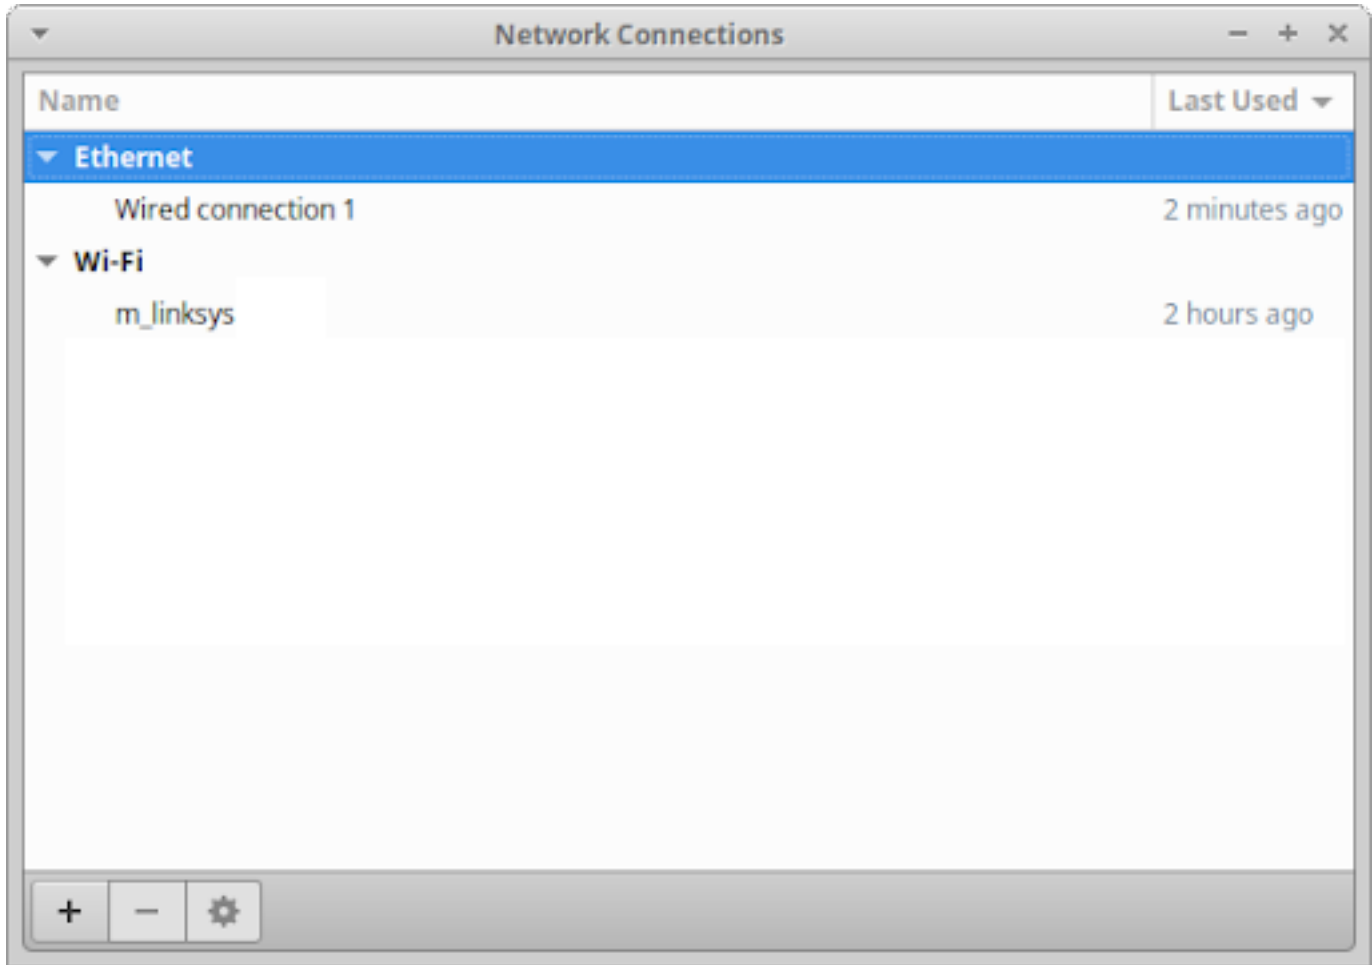 Network Connections
Name Last Used
Ethernet
Wired connection 1 2 minutes ago
Wi-Fi
m_linksys 2 hours ago